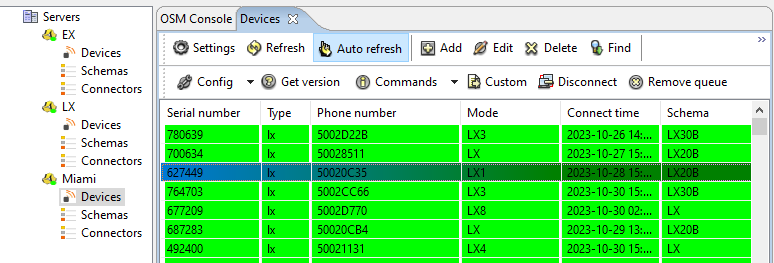 Servers
EX
Devices
Schemas
Connectors
LX
Devices
Schemas
Connectors
Miami
Devices
Schemas
Connectors
OSM Console Devices
Settings Refresh Auto refresh Add Edit Delete Find
Config Get version Commands Custom Disconnect Remove queue
Serial number Type Phone number Mode Connect time Schema
780639 lx 5002D22B LX3 2023-10-26 14:... LX30B
700634 lx 50028511 LX 2023-10-27 15:... LX20B
627449 lx 50020C35 LX1 2023-10-28 15:... LX20B
764703 lx 5002CC66 LX3 2023-10-30 15:... LX30B
677209 lx 5002D770 LX8 2023-10-30 02:... LX
687283 lx 50020CB4 LX 2023-10-29 13:... LX20B
492400 lx 50021131 LX4 2023-10-30 15:... LX